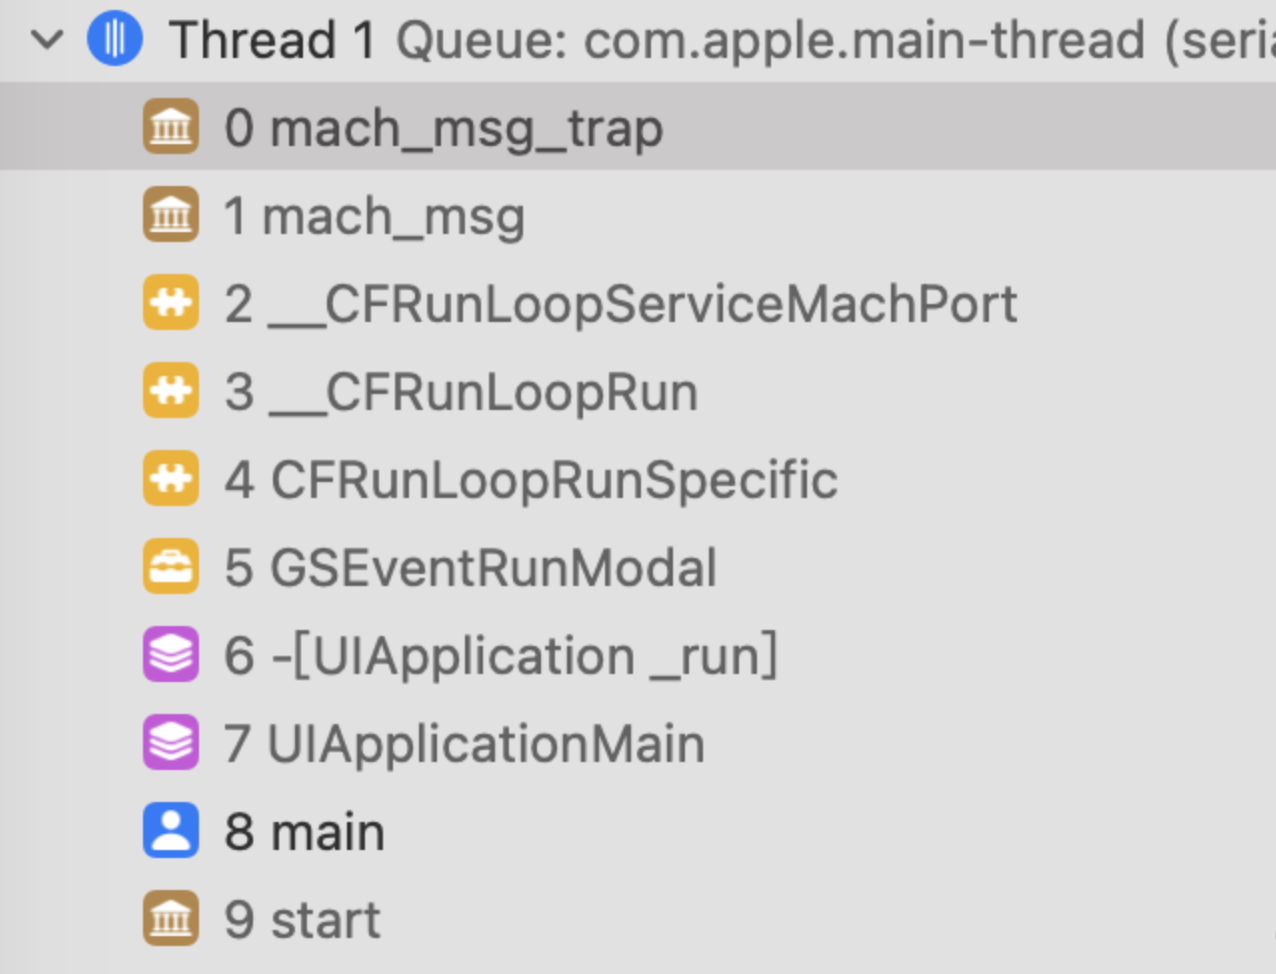 Thread 1 Queue: com.apple.main-thread (seria
0 mach_msg_trap
1 mach_msg
2 __CFRunLoopServiceMachPort
3 __CFRunLoopRun
4 CFRunLoopRunSpecific
5 GSEventRunModal
6 -[UIApplication _run]
7 UIApplicationMain
8 main
9 start